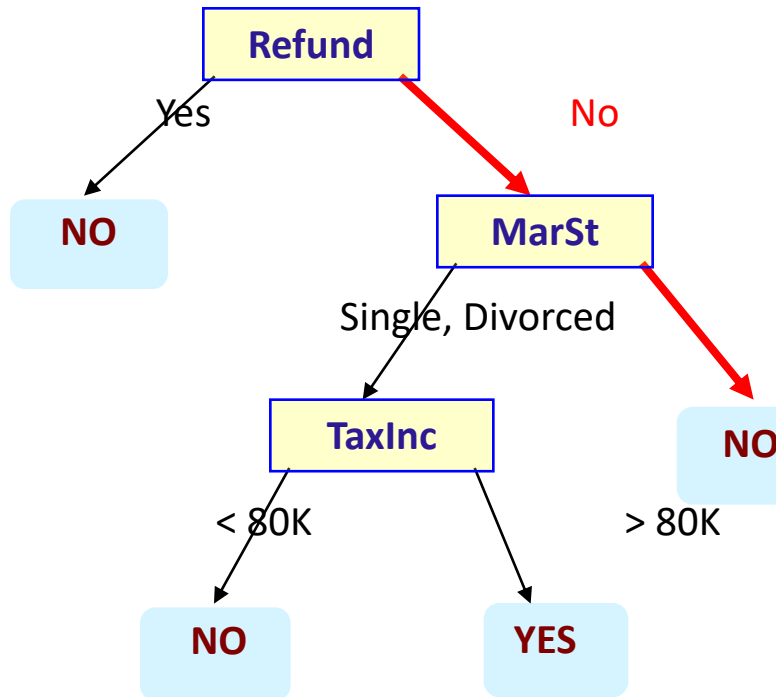 Refund
Yes
No
NO
MarSt
Single, Divorced
TaxInc
NO
< 80K
> 80K
NO
YES